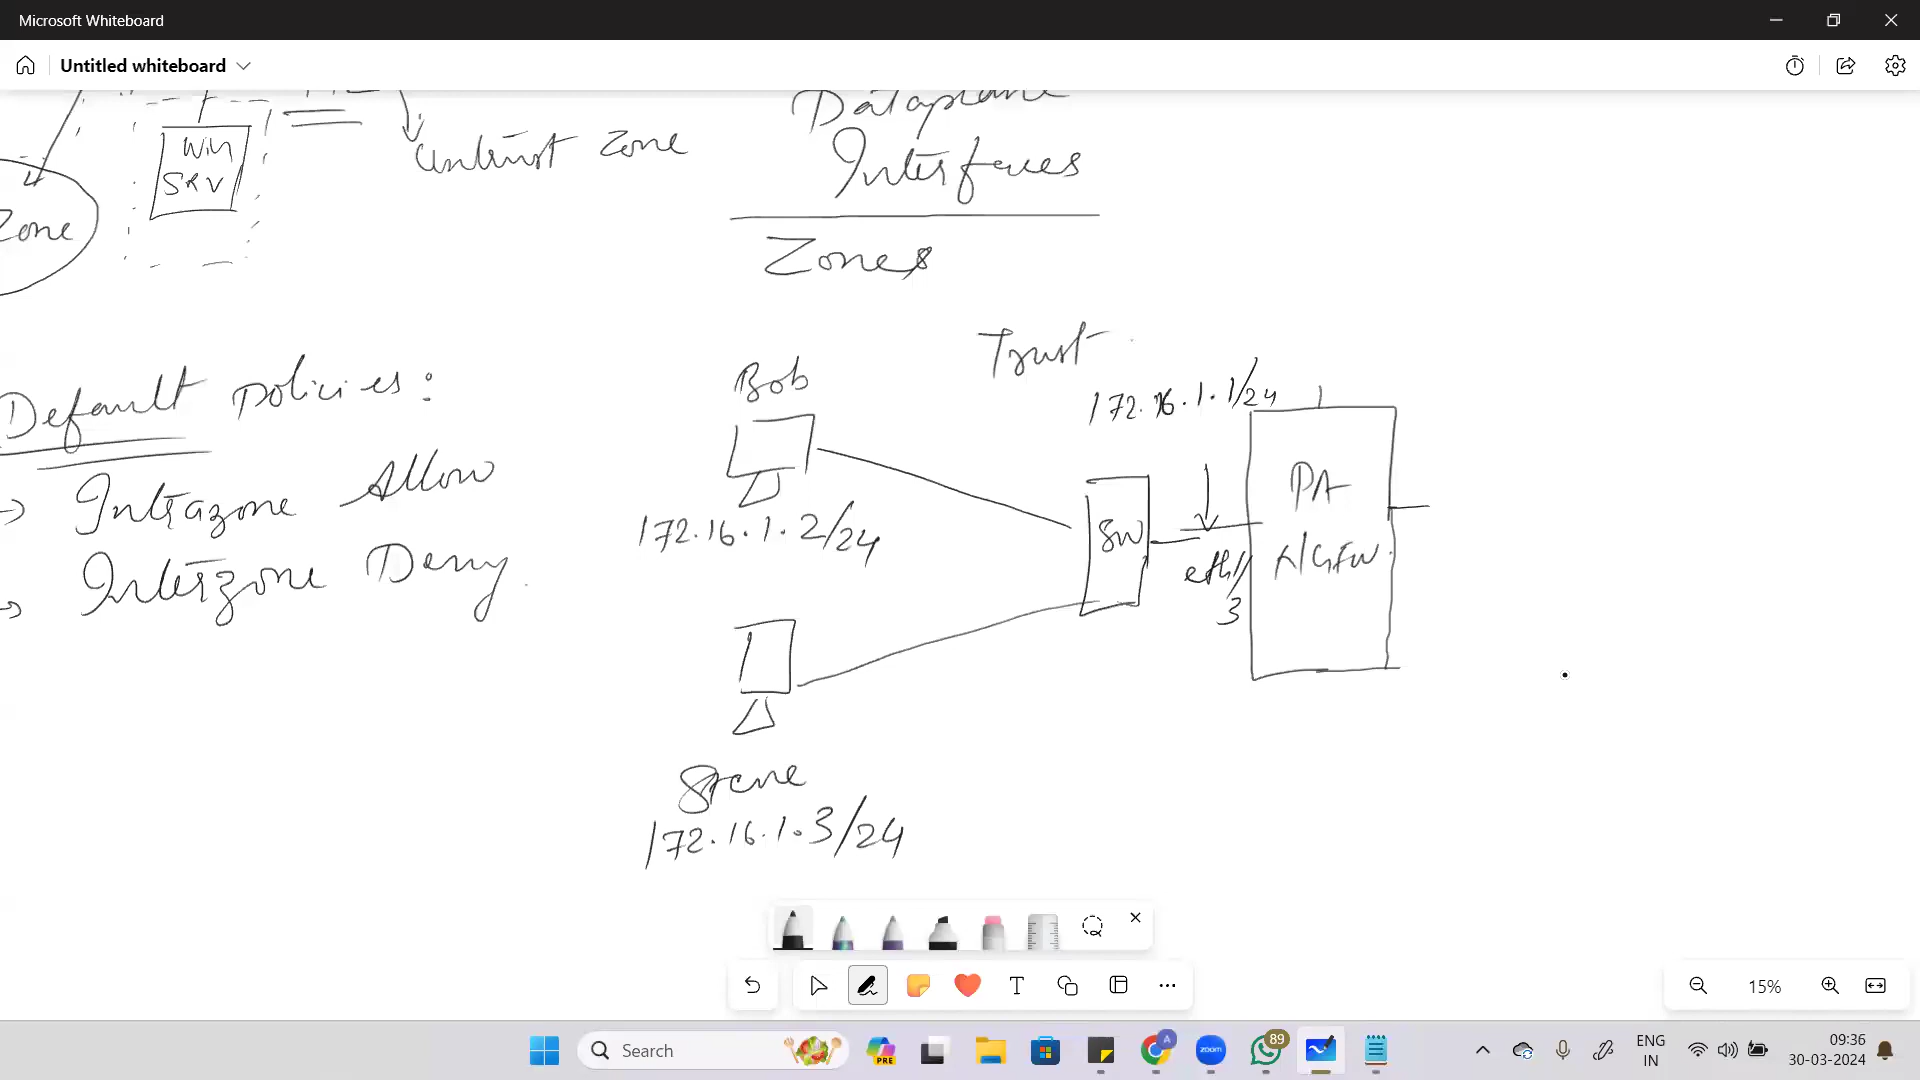 Microsoft Whiteboard
Untitled whiteboard
Dataplane
Interfaces
Zones
Win
SRV
Untrust Zone
Zone
Default policies:
→ Intrazone Allow
→ Interzone Deny
Trust
Bob
172.16.1.2/24
172.16.1.1/24
SW
eth1/
3
PA
NGFW
Steve
172.16.1.3/24
15%
Search
PRE
A
zoom
89
ENG
IN
09:36
30-03-2024